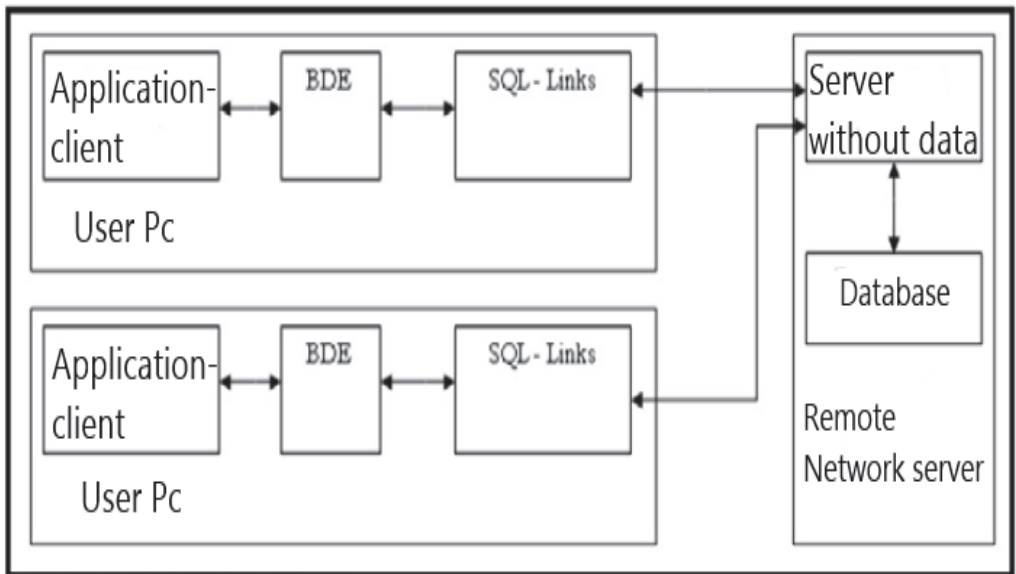 Application-
client
BDE
SQL - Links
User Pc
Server
without data
Database
Remote
Network server
Application-
client
BDE
SQL - Links
User Pc